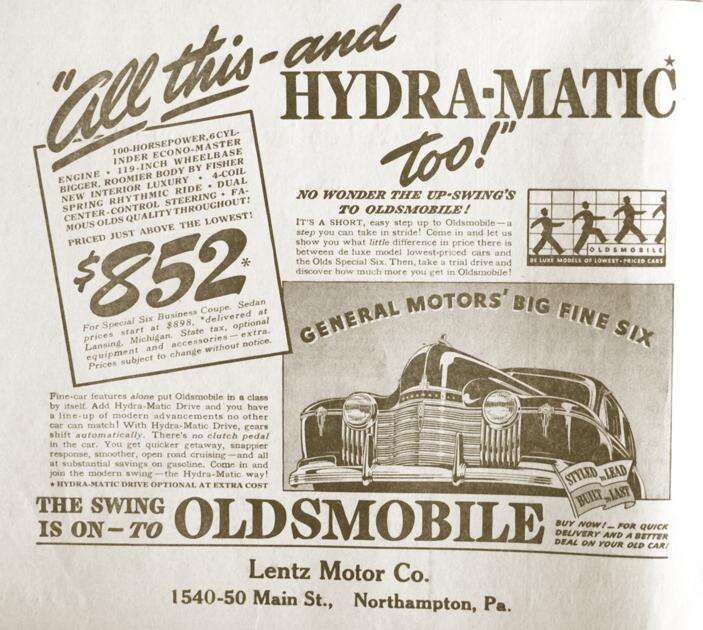 "All this-and
HYDRA-MATIC*
too!"
100-HORSEPOWER, 6 CYL-
INDER ECONO-MASTER
ENGINE • 119-INCH WHEELBASE
BIGGER, ROOMIER BODY BY FISHER
NEW INTERIOR LUXURY • 4-COIL
SPRING RHYTHMIC RIDE • DUAL
CENTER-CONTROL STEERING • FA-
MOUS OLDS QUALITY THROUGHOUT!
PRICED JUST ABOVE THE LOWEST!
$852*
For Special Six Business Coupe. Sedan
prices start at $898, *delivered at
Lansing, Michigan. State tax, optional
equipment and accessories—extra.
Prices subject to change without notice.
NO WONDER THE UP-SWING'S
TO OLDSMOBILE!
IT'S A SHORT, easy step up to Oldsmobile—a
step you can take in stride! Come in and let us
show you what little difference in price there is
between de luxe model lowest-priced cars and
the Olds Special Six. Then, take a trial drive and
discover how much more you get in Oldsmobile!
OLDSMOBILE
DE LUXE MODELS OF LOWEST-PRICED CARS
GENERAL MOTORS' BIG FINE SIX
Fine-car features alone put Oldsmobile in a class
by itself. Add Hydra-Matic Drive and you have
a line-up of modern advancements no other
car can match! With Hydra-Matic Drive, gears
shift automatically. There's no clutch pedal
in the car. You get quicker getaway, snappier
response, smoother, open road cruising—and all
at substantial savings on gasoline. Come in and
join the modern swing—the Hydra-Matic way!
★ HYDRA-MATIC DRIVE OPTIONAL AT EXTRA COST
STYLED to LEAD
BUILT to LAST
THE SWING
IS ON—TO OLDSMOBILE
BUY NOW!—FOR QUICK
DELIVERY AND A BETTER
DEAL ON YOUR OLD CAR!
Lentz Motor Co.
1540-50 Main St., Northampton, Pa.